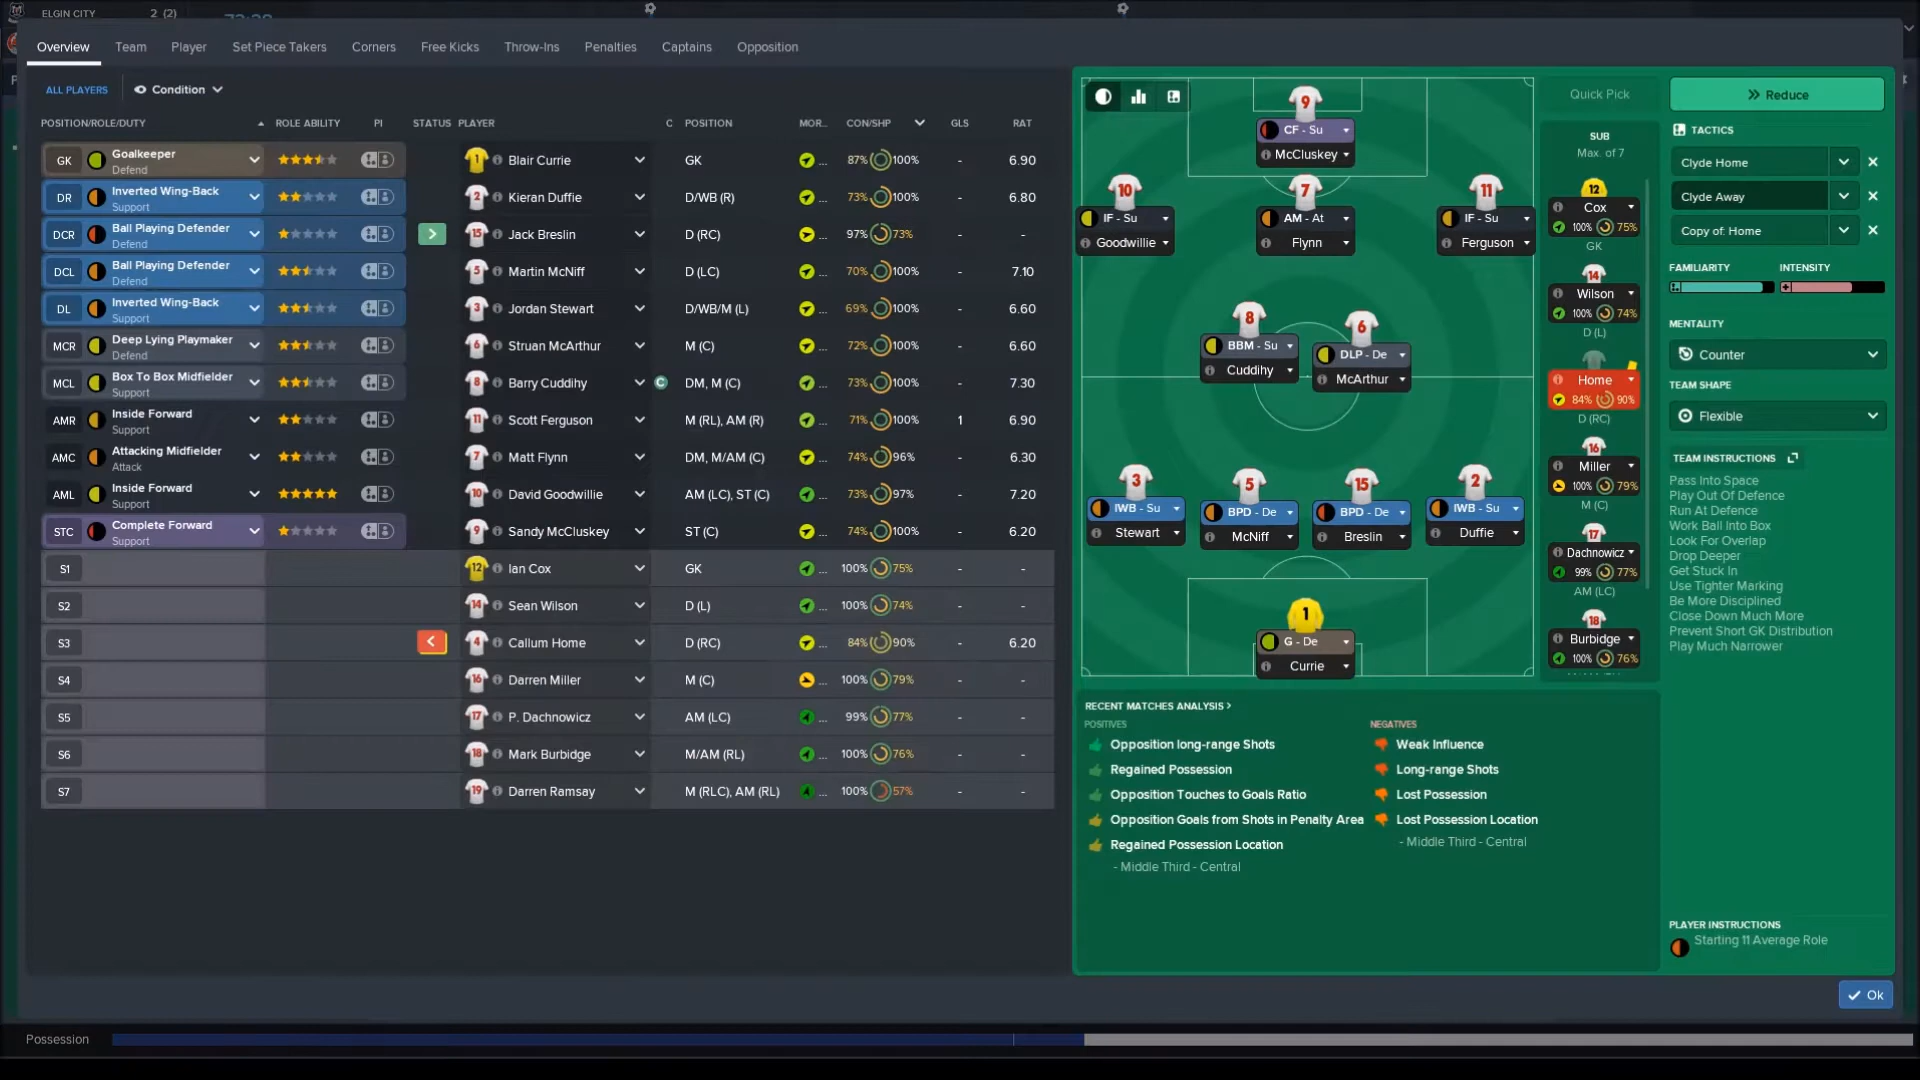 ELGIN CITY 2 (2)
Overview Team Player Set Piece Takers Corners Free Kicks Throw-Ins Penalties Captains Opposition
ALL PLAYERS Condition
POSITION/ROLE/DUTY ROLE ABILITY PI STATUS PLAYER C POSITION MOR... CON/SHP GLS RAT
GK Goalkeeper Defend 1 Blair Currie GK ... 87% 100% - 6.90
DR Inverted Wing-Back Support 2 Kieran Duffie D/WB (R) ... 73% 100% - 6.80
DCR Ball Playing Defender Defend 15 Jack Breslin D (RC) ... 97% 73% - -
DCL Ball Playing Defender Defend 5 Martin McNiff D (LC) ... 70% 100% - 7.10
DL Inverted Wing-Back Support 3 Jordan Stewart D/WB/M (L) ... 69% 100% - 6.60
MCR Deep Lying Playmaker Defend 6 Struan McArthur M (C) ... 72% 100% - 6.60
MCL Box To Box Midfielder Support 8 Barry Cuddihy C DM, M (C) ... 73% 100% - 7.30
AMR Inside Forward Support 11 Scott Ferguson M (RL), AM (R) ... 71% 100% 1 6.90
AMC Attacking Midfielder Attack 7 Matt Flynn DM, M/AM (C) ... 74% 96% - 6.30
AML Inside Forward Support 10 David Goodwillie AM (LC), ST (C) ... 73% 97% - 7.20
STC Complete Forward Support 9 Sandy McCluskey ST (C) ... 74% 100% - 6.20
S1 12 Ian Cox GK ... 100% 75% - -
S2 14 Sean Wilson D (L) ... 100% 74% - -
S3 4 Callum Home D (RC) ... 84% 90% - 6.20
S4 16 Darren Miller M (C) ... 100% 79% - -
S5 17 P. Dachnowicz AM (LC) ... 99% 77% - -
S6 18 Mark Burbidge M/AM (RL) ... 100% 76% - -
S7 19 Darren Ramsay M (RLC), AM (RL) ... 100% 57% - -
9
CF - Su
McCluskey
10 7 11
IF - Su AM - At IF - Su
Goodwillie Flynn Ferguson
8 6
BBM - Su DLP - De
Cuddihy McArthur
3 5 15 2
IWB - Su BPD - De BPD - De IWB - Su
Stewart McNiff Breslin Duffie
1
G - De
Currie
Quick Pick
SUB
Max. of 7
12
Cox
100% 75%
GK
14
Wilson
100% 74%
D (L)
Home
84% 90%
D (RC)
16
Miller
100% 79%
M (C)
17
Dachnowicz
99% 77%
AM (LC)
18
Burbidge
100% 76%
Reduce
TACTICS
Clyde Home
Clyde Away
Copy of: Home
FAMILIARITY INTENSITY
MENTALITY
Counter
TEAM SHAPE
Flexible
TEAM INSTRUCTIONS
Pass Into Space
Play Out Of Defence
Run At Defence
Work Ball Into Box
Look For Overlap
Drop Deeper
Get Stuck In
Use Tighter Marking
Be More Disciplined
Close Down Much More
Prevent Short GK Distribution
Play Much Narrower
RECENT MATCHES ANALYSIS >
POSITIVES NEGATIVES
Opposition long-range Shots Weak Influence
Regained Possession Long-range Shots
Opposition Touches to Goals Ratio Lost Possession
Opposition Goals from Shots in Penalty Area Lost Possession Location
Regained Possession Location - Middle Third - Central
- Middle Third - Central
PLAYER INSTRUCTIONS
Starting 11 Average Role
Ok
Possession